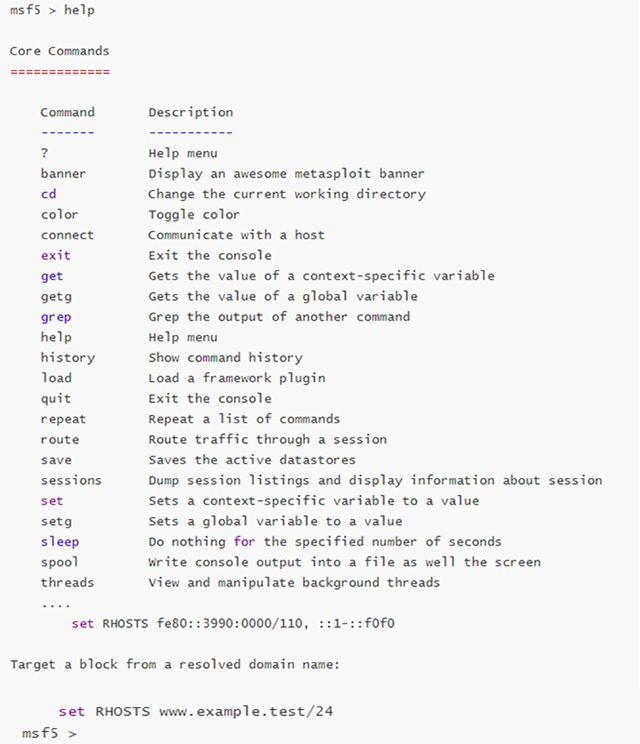 msf5 > help
Core Commands
=============
Command Description
------- -----------
? Help menu
banner Display an awesome metasploit banner
cd Change the current working directory
color Toggle color
connect Communicate with a host
exit Exit the console
get Gets the value of a context-specific variable
getg Gets the value of a global variable
grep Grep the output of another command
help Help menu
history Show command history
load Load a framework plugin
quit Exit the console
repeat Repeat a list of commands
route Route traffic through a session
save Saves the active datastores
sessions Dump session listings and display information about session
set Sets a context-specific variable to a value
setg Sets a global variable to a value
sleep Do nothing for the specified number of seconds
spool Write console output into a file as well the screen
threads View and manipulate background threads
....
set RHOSTS fe80::3990:0000/110, ::1-::f0f0
Target a block from a resolved domain name:
set RHOSTS www.example.test/24
msf5 >